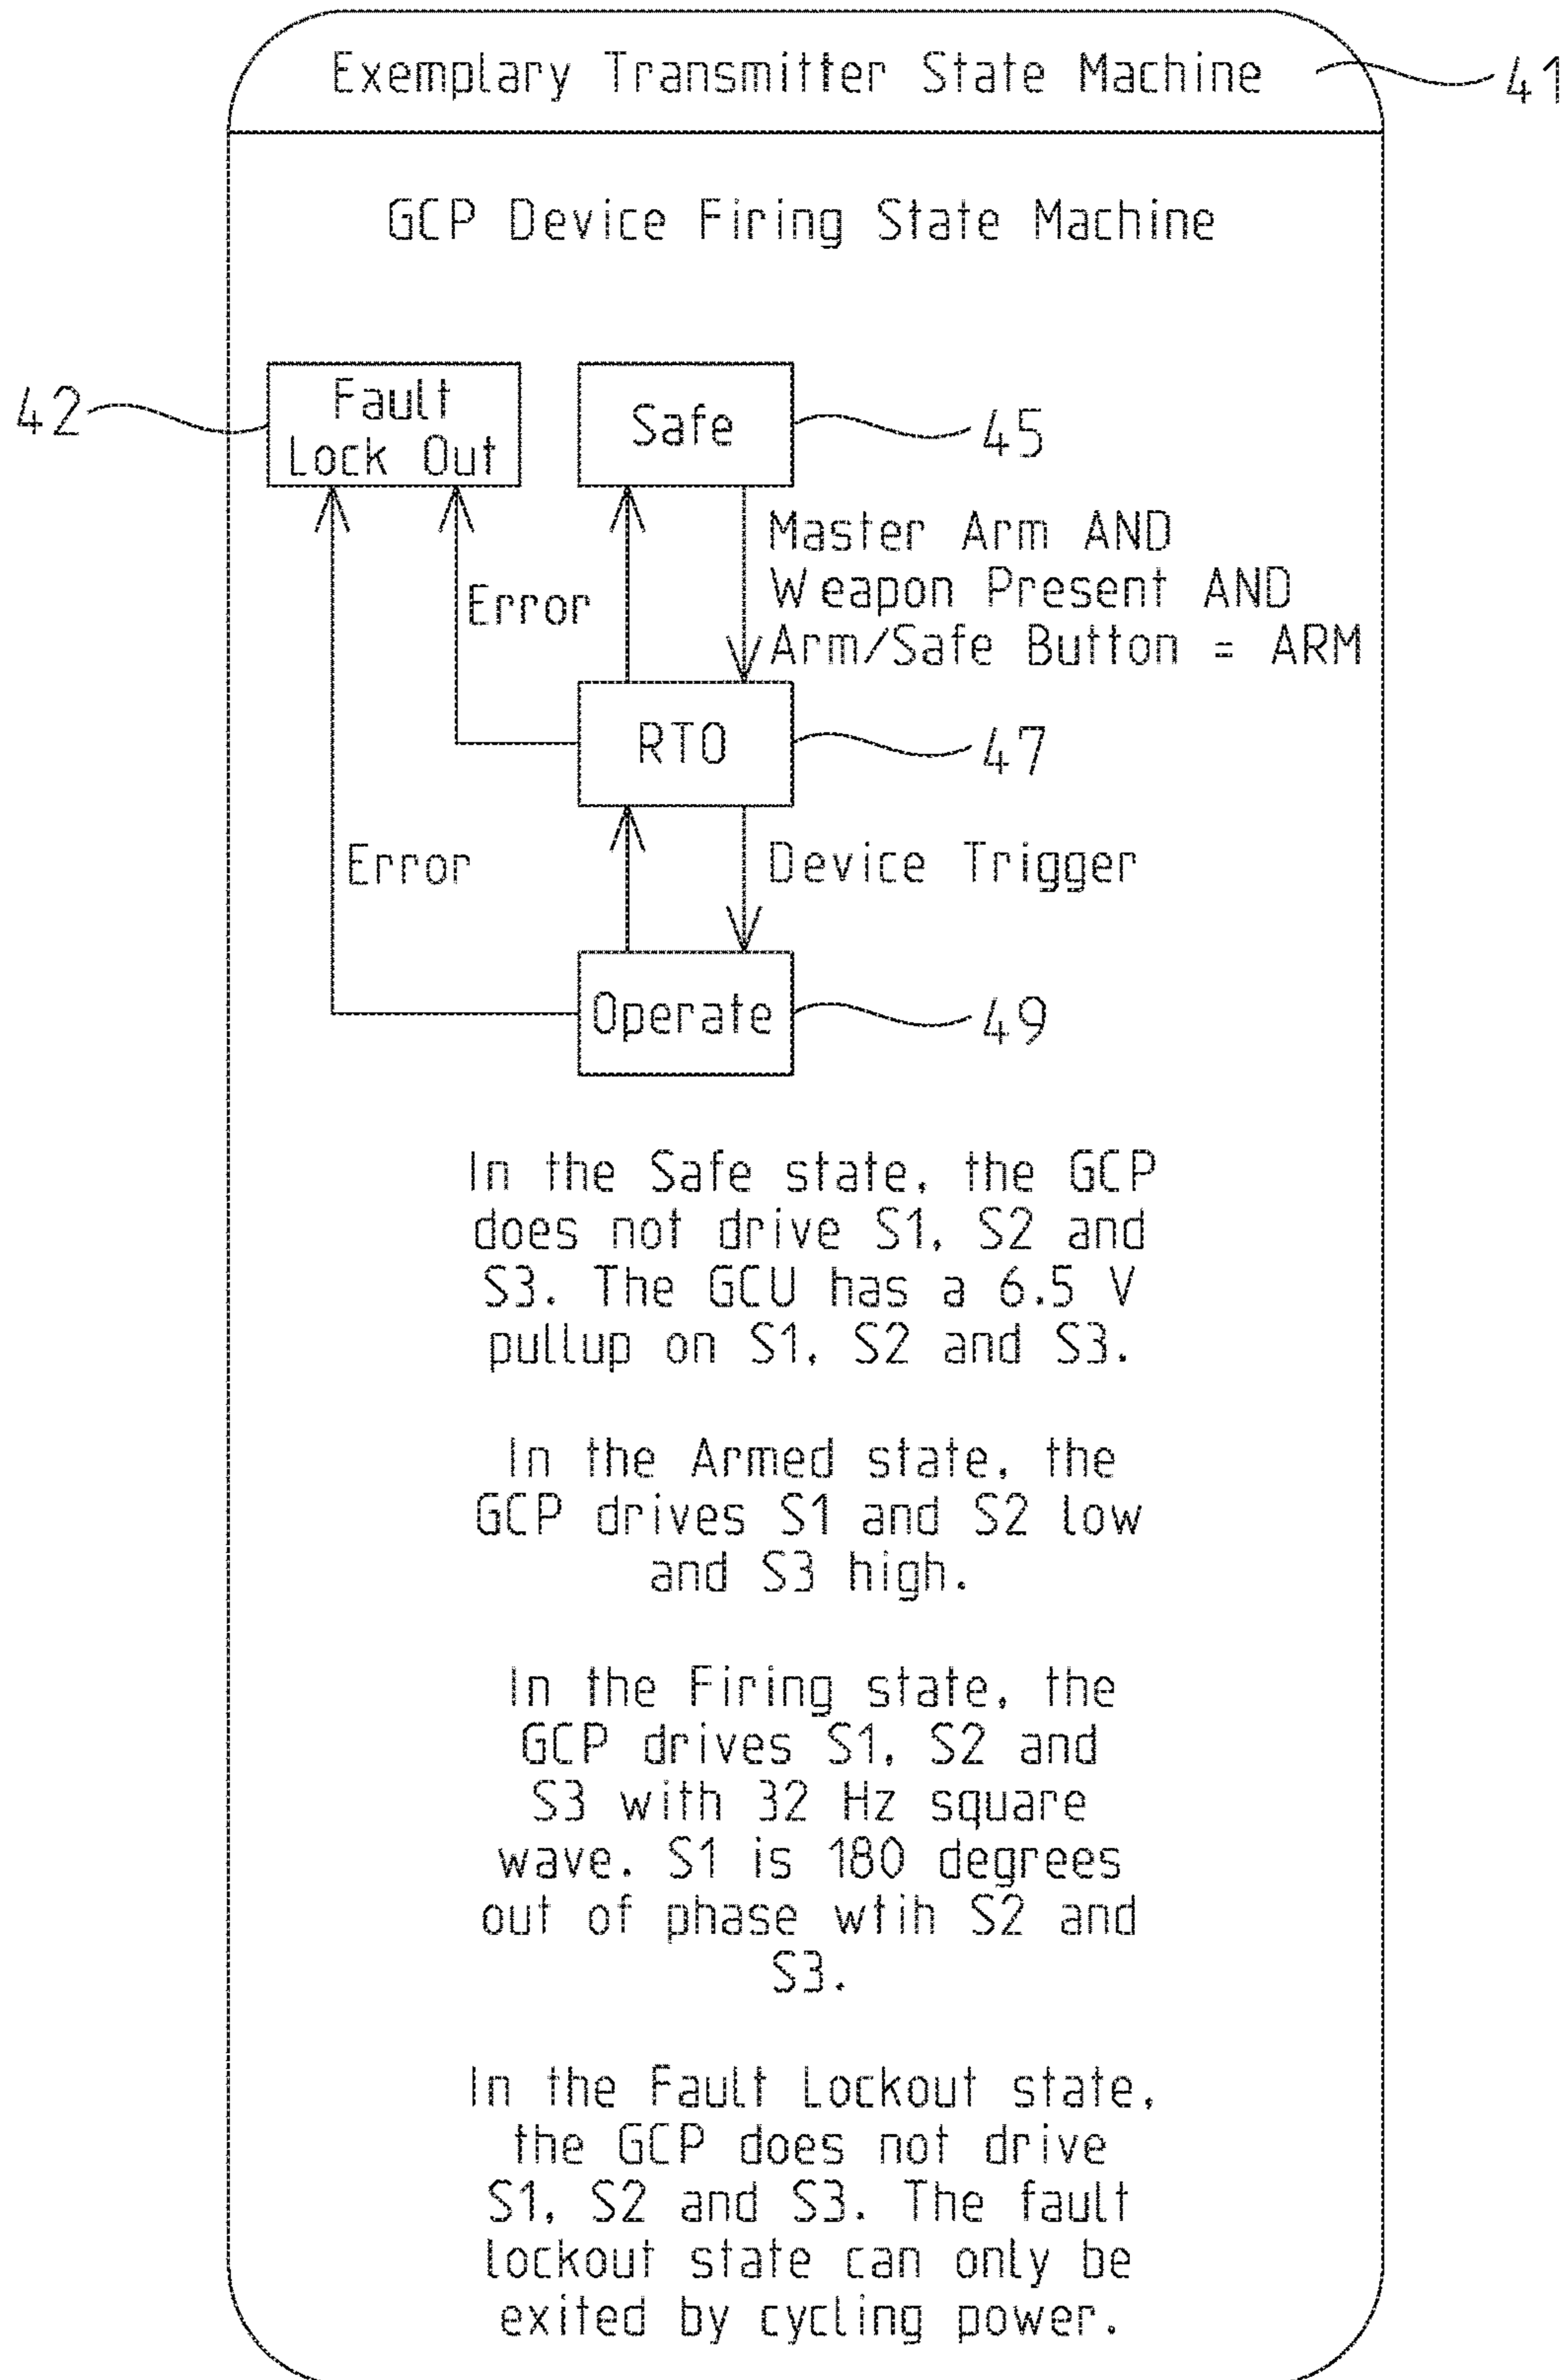 Exemplary Transmitter State Machine
41
GCP Device Firing State Machine
42
Fault
Lock Out
Safe
45
Master Arm AND
Weapon Present AND
Arm/Safe Button = ARM
Error
RTO
47
Error
Device Trigger
Operate
49
In the Safe state, the GCP
does not drive S1, S2 and
S3. The GCU has a 6.5 V
pullup on S1, S2 and S3.
In the Armed state, the
GCP drives S1 and S2 low
and S3 high.
In the Firing state, the
GCP drives S1, S2 and
S3 with 32 Hz square
wave. S1 is 180 degrees
out of phase wtih S2 and
S3.
In the Fault Lockout state,
the GCP does not drive
S1, S2 and S3. The fault
lockout state can only be
exited by cycling power.